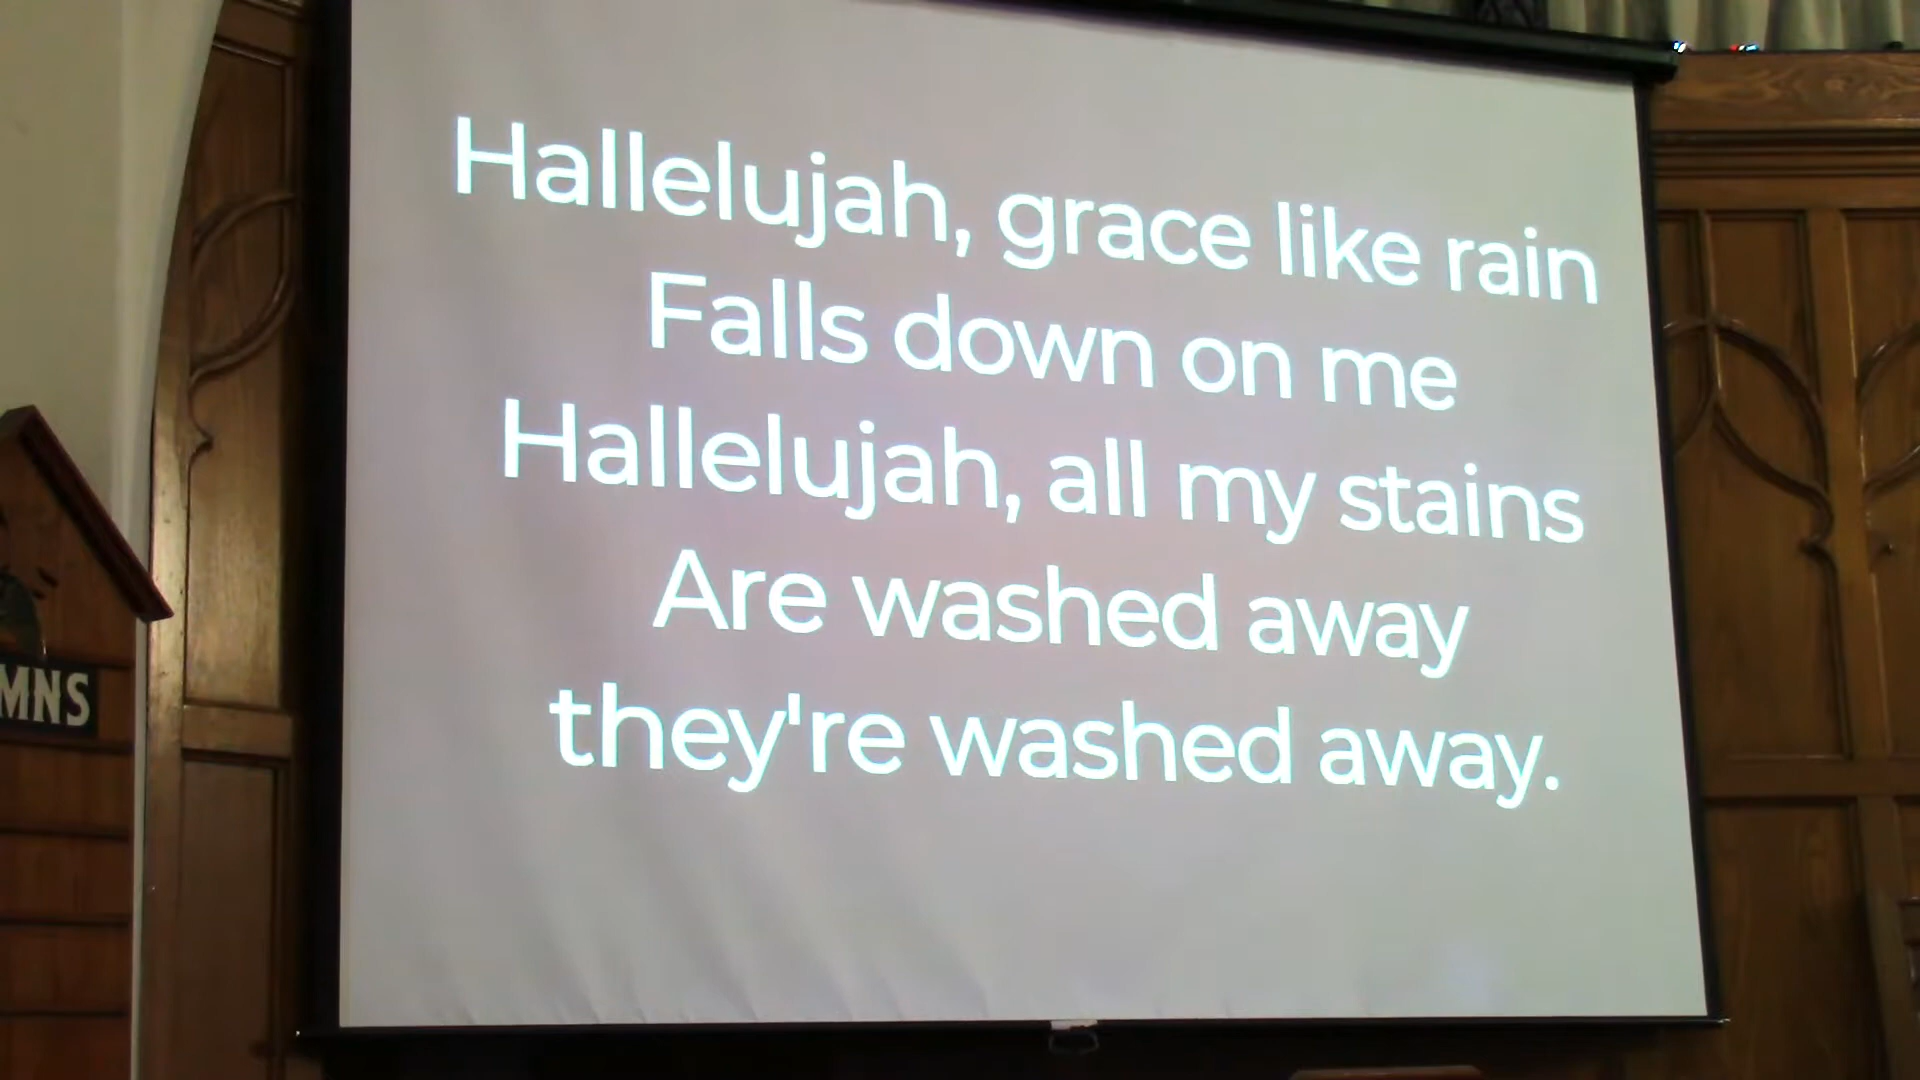 Hallelujah, grace like rain
Falls down on me
Hallelujah, all my stains
Are washed away
they're washed away.
MNS